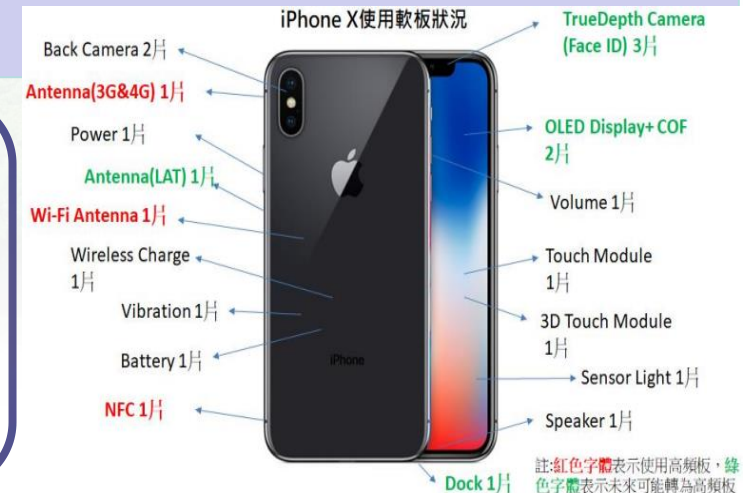 iPhone X使用軟板狀況
Back Camera 2片
Antenna(3G&4G) 1片
Power 1片
Antenna(LAT) 1片
Wi-Fi Antenna 1片
Wireless Charge
1片
Vibration 1片
Battery 1片
NFC 1片
iPhone
TrueDepth Camera
(Face ID) 3片
OLED Display+ COF
2片
Volume 1片
Touch Module
1片
3D Touch Module
1片
Sensor Light 1片
Speaker 1片
Dock 1片
註:紅色字體表示使用高頻板，綠
色字體表示未來可能轉為高頻板